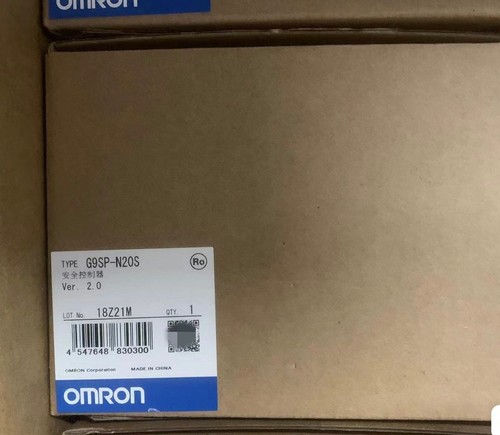 OMRON
TYPE G9SP-N20S
Ro
安全控制器
Ver. 2.0
LOT No. 18Z21M QTY 1
4 547648 830300
OMRON Corporation MADE IN CHINA
OMRON